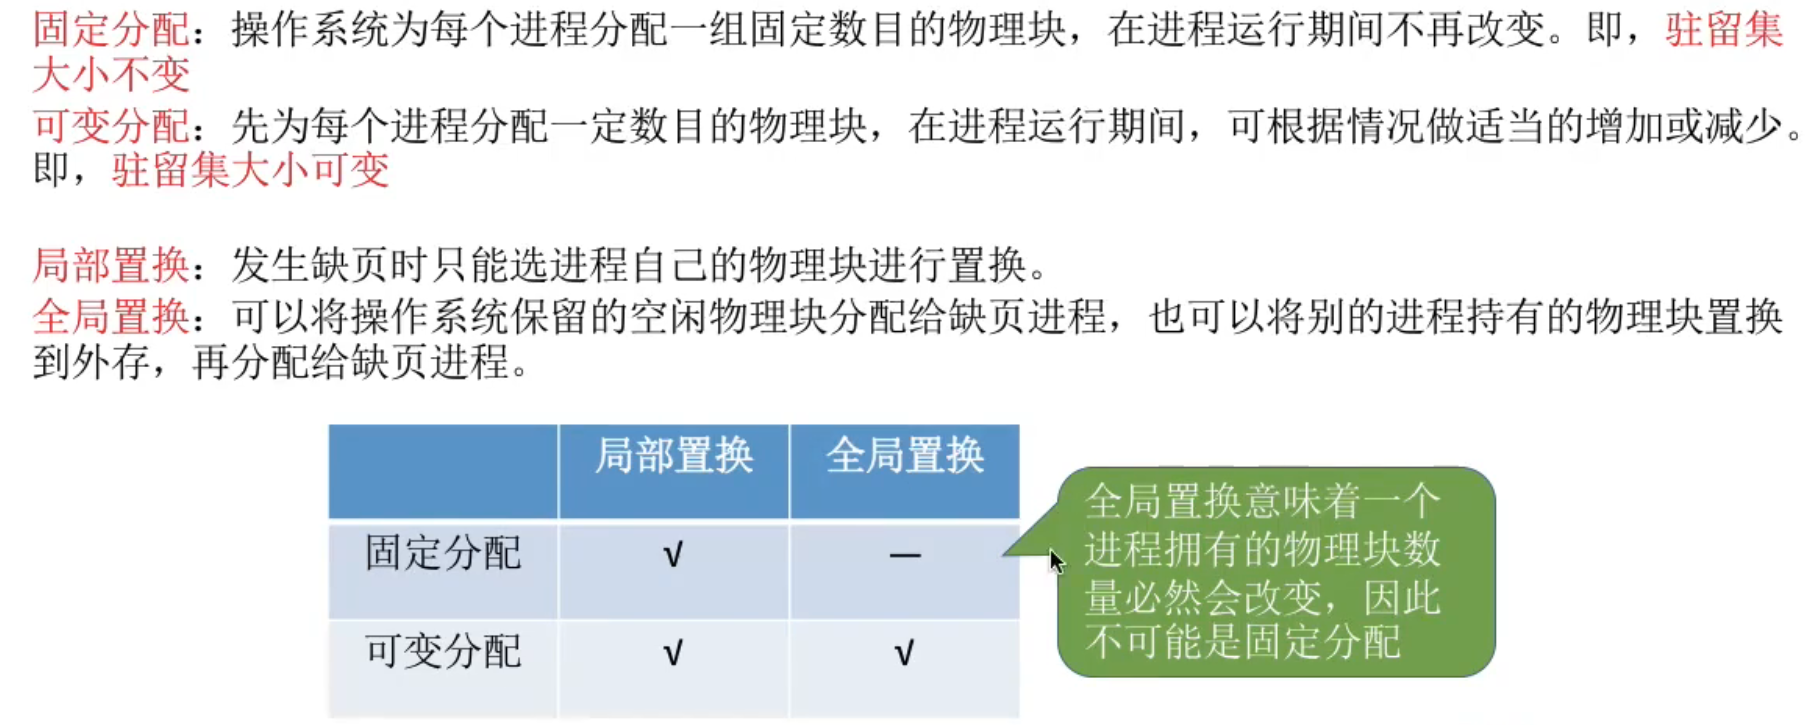 固定分配：操作系统为每个进程分配一组固定数目的物理块，在进程运行期间不再改变。即，驻留集
大小不变
可变分配：先为每个进程分配一定数目的物理块，在进程运行期间，可根据情况做适当的增加或减少。
即，驻留集大小可变
局部置换：发生缺页时只能选进程自己的物理块进行置换。
全局置换：可以将操作系统保留的空闲物理块分配给缺页进程，也可以将别的进程持有的物理块置换
到外存，再分配给缺页进程。
局部置换 全局置换
固定分配 √ —
可变分配 √ √
全局置换意味着一个
进程拥有的物理块数
量必然会改变，因此
不可能是固定分配